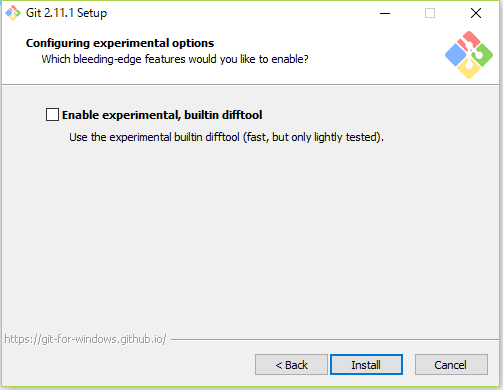 Git 2.11.1 Setup
Configuring experimental options
Which bleeding-edge features would you like to enable?
Enable experimental, builtin difftool
Use the experimental builtin difftool (fast, but only lightly tested).
https://git-for-windows.github.io/
< Back
Install
Cancel